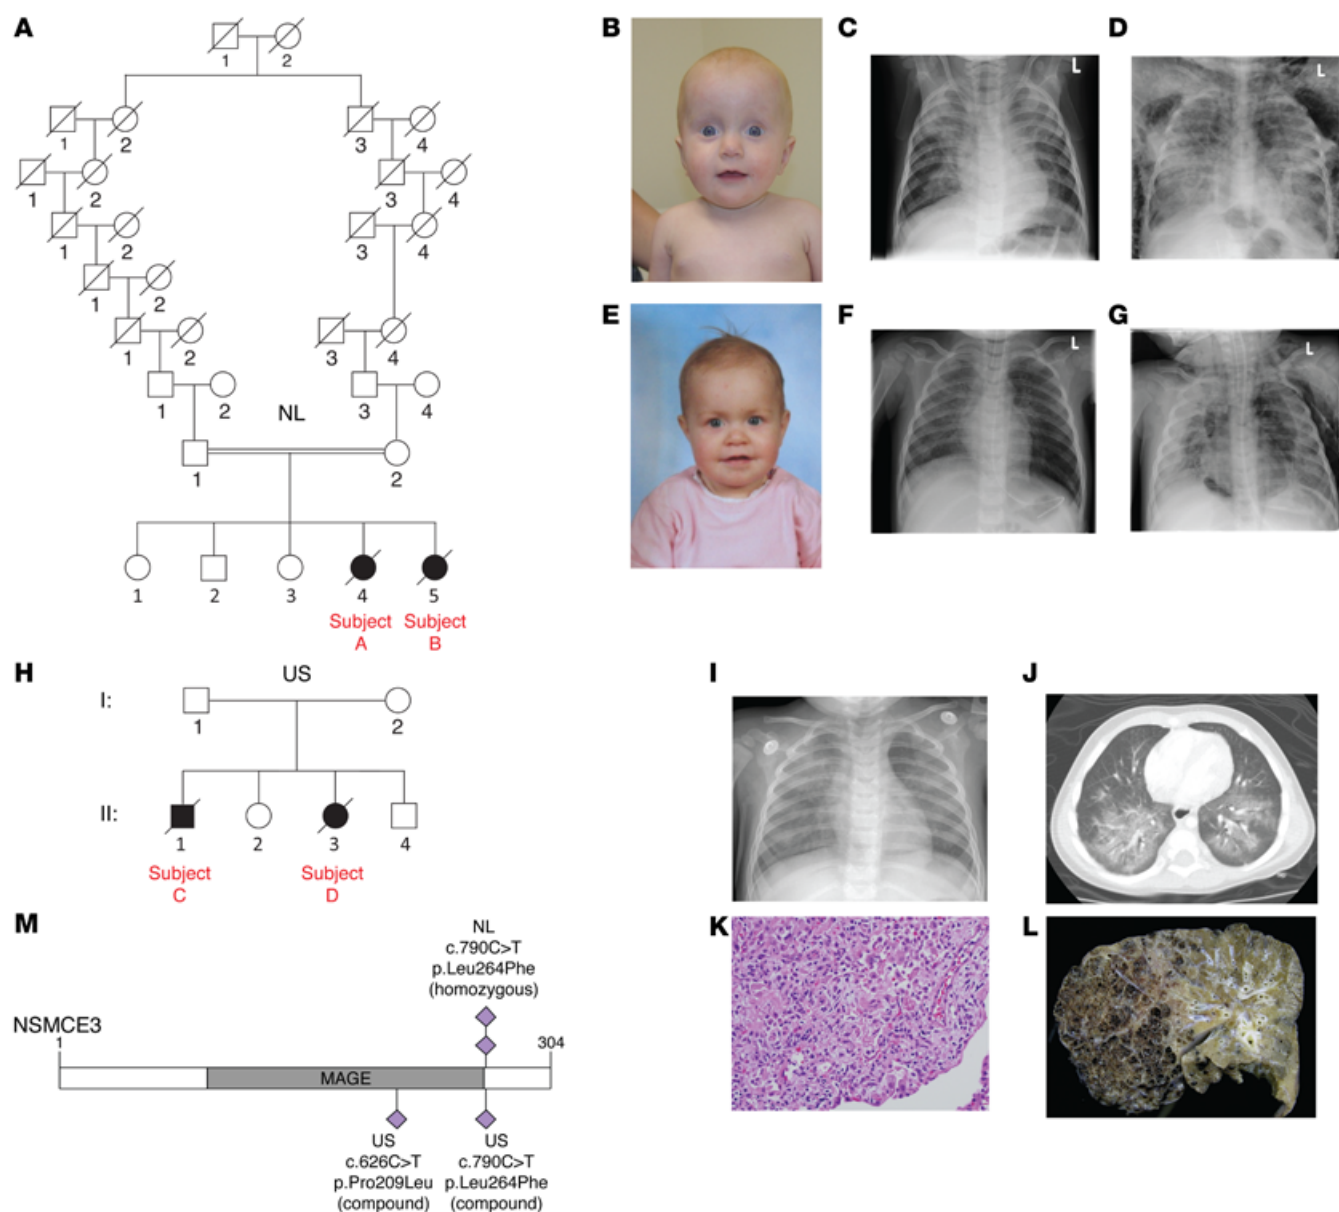 A
B
C
D
1 2
L
L
1 2 3 4
1 2 3 4
1 2 3 4
1 2
E
F
G
1 2 3 4
L
L
1 2 3 4
NL
1 2
1 2 3 4 5
Subject A
Subject B
H
US
I
J
I:
1 2
II:
1 2 3 4
Subject C
Subject D
M
K
L
NL
c.790C>T
p.Leu264Phe
(homozygous)
NSMCE3
1
304
MAGE
US
c.626C>T
p.Pro209Leu
(compound)
US
c.790C>T
p.Leu264Phe
(compound)